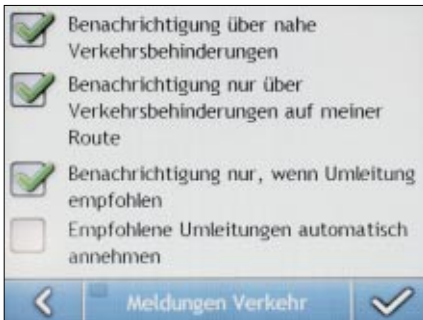 Benachrichtigung über nahe
Verkehrsbehinderungen
Benachrichtigung nur über
Verkehrsbehinderungen auf meiner
Route
Benachrichtigung nur, wenn Umleitung
empfohlen
Empfohlene Umleitungen automatisch
annehmen
Meldungen Verkehr